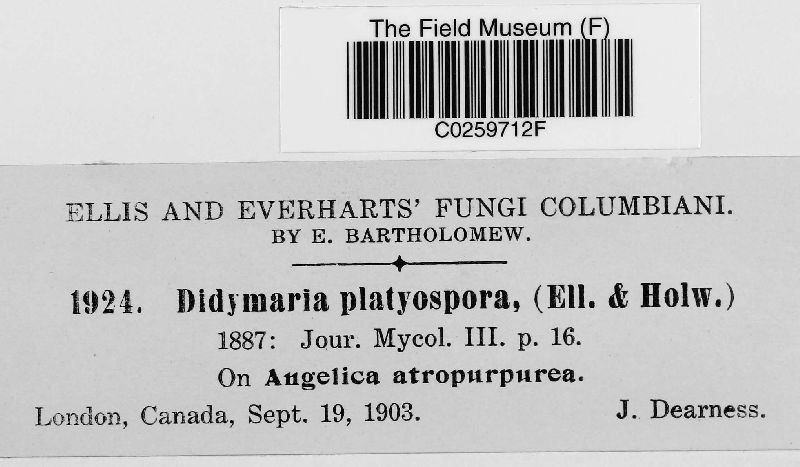 The Field Museum (F)
C0259712F
ELLIS AND EVERHARTS' FUNGI COLUMBIANI.
BY E. BARTHOLOMEW.
1924. Didymaria platyospora, (Ell. & Holw.)
1887: Jour. Mycol. III. p. 16.
On Angelica atropurpurea.
London, Canada, Sept. 19, 1903. J. Dearness.